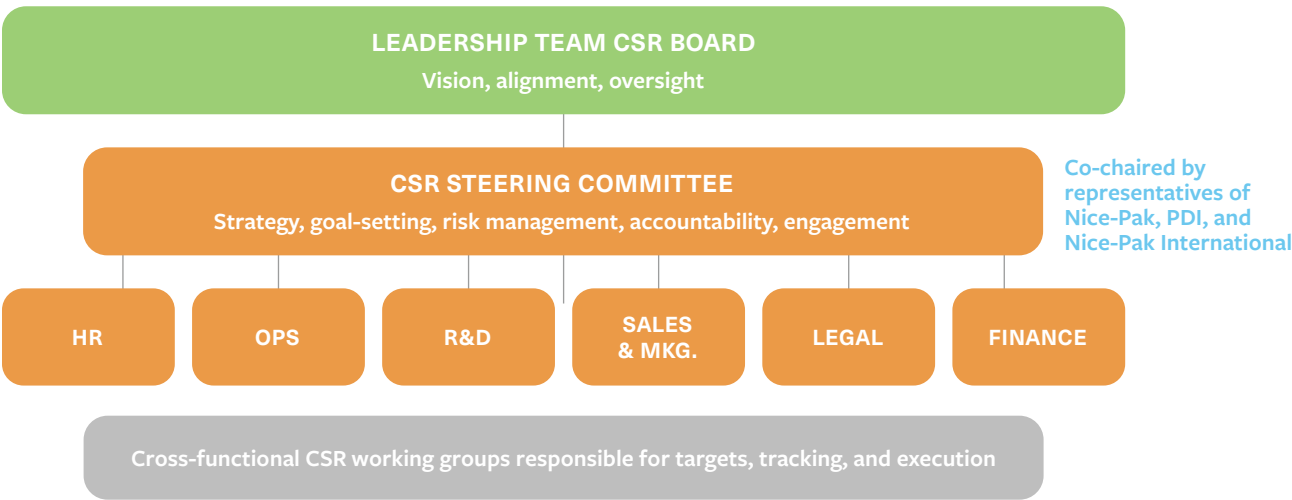 LEADERSHIP TEAM CSR BOARD
Vision, alignment, oversight
CSR STEERING COMMITTEE
Strategy, goal-setting, risk management, accountability, engagement
Co-chaired by
representatives of
Nice-Pak, PDI, and
Nice-Pak International
HR
OPS
R&D
SALES
& MKG.
LEGAL
FINANCE
Cross-functional CSR working groups responsible for targets, tracking, and execution